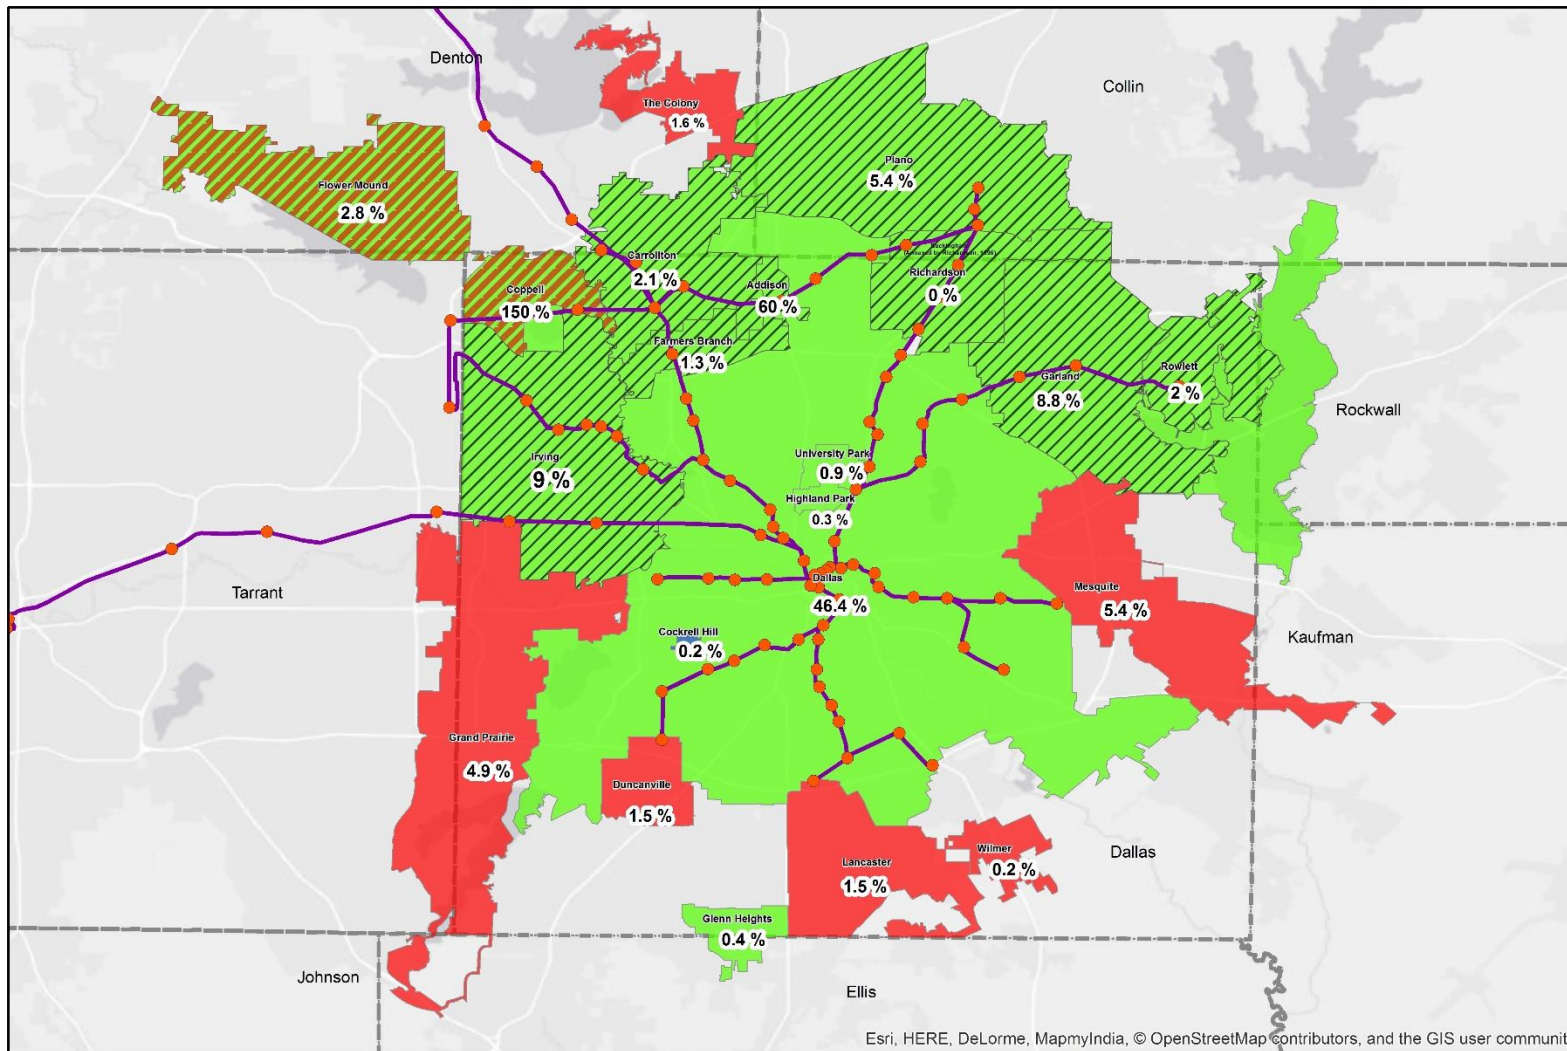 Denton
Collin
The Colony
1.6 %
Plano
5.4 %
Flower Mound
2.8 %
Carrollton
2.1 %
Richardson
0 %
Addison
60 %
Coppell
150 %
Farmers Branch
1.3 %
Garland
8.8 %
Rowlett
2 %
Rockwall
Irving
9 %
University Park
0.9 %
Highland Park
0.3 %
Tarrant
Dallas
46.4 %
Mesquite
5.4 %
Cockrell Hill
0.2 %
Kaufman
Grand Prairie
4.9 %
Duncanville
1.5 %
Lancaster
1.5 %
Wilmer
0.2 %
Dallas
Glenn Heights
0.4 %
Johnson
Ellis
Esri, HERE, DeLorme, MapmyIndia, © OpenStreetMap contributors, and the GIS user communit